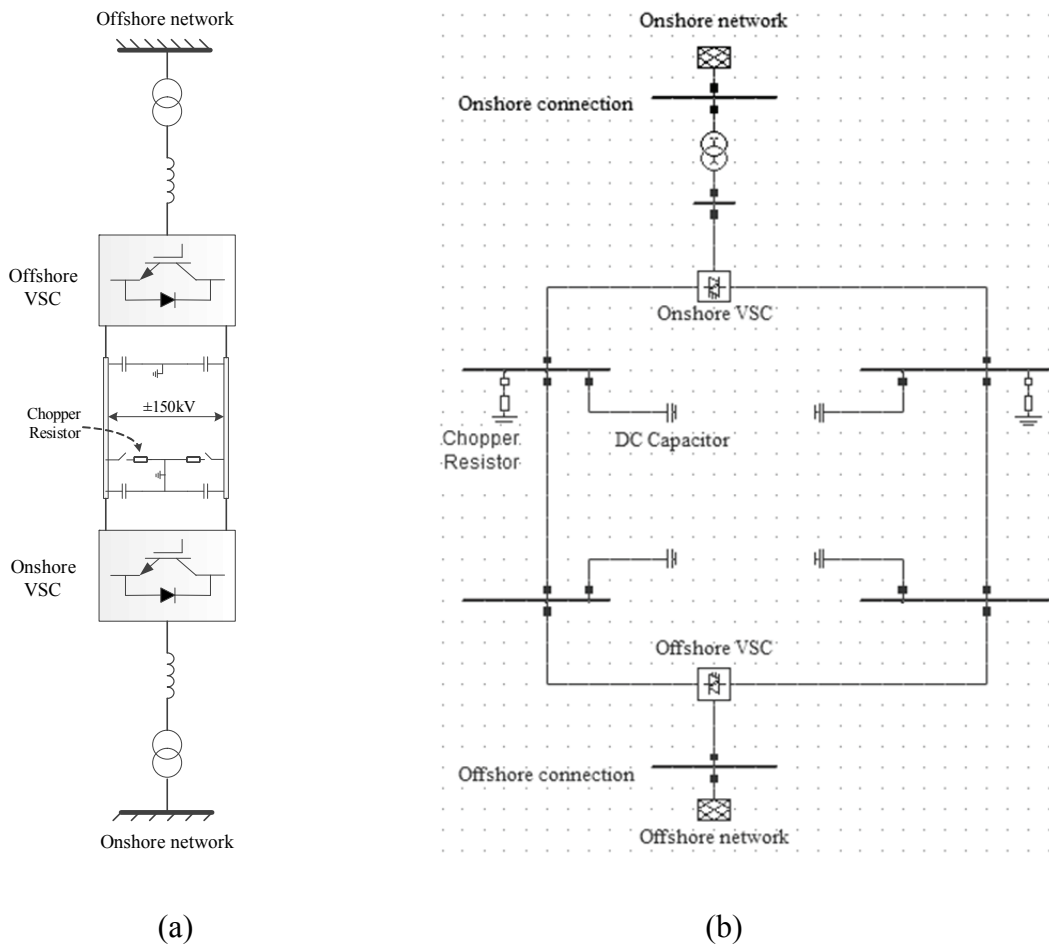 Offshore network
Offshore
VSC
±150kV
Chopper
Resistor
Onshore
VSC
Onshore network
(a)
Onshore network
Onshore connection
Onshore VSC
Chopper
Resistor
DC Capacitor
Offshore VSC
Offshore connection
Offshore network
(b)